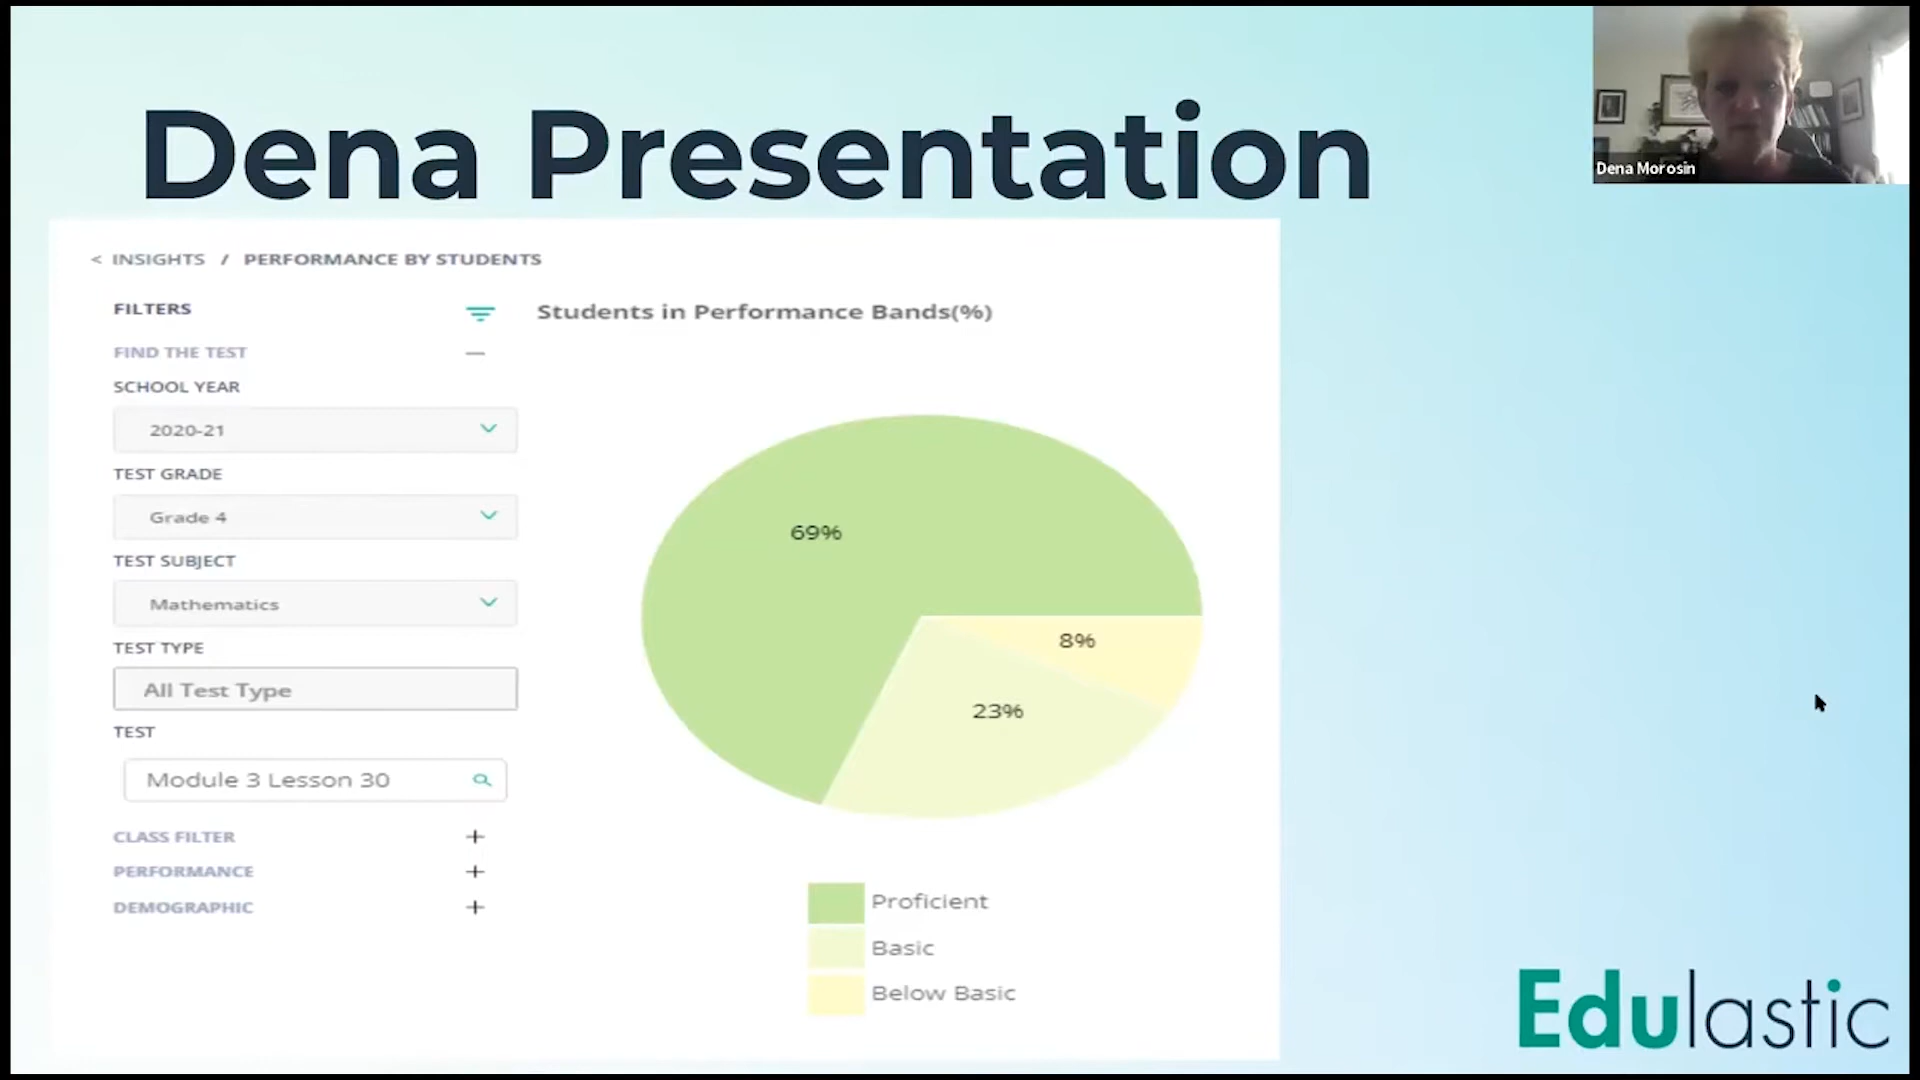 Dena Presentation
Dena Morosin
< INSIGHTS / PERFORMANCE BY STUDENTS
FILTERS
FIND THE TEST
SCHOOL YEAR
2020-21
TEST GRADE
Grade 4
TEST SUBJECT
Mathematics
TEST TYPE
All Test Type
TEST
Module 3 Lesson 30
CLASS FILTER +
PERFORMANCE +
DEMOGRAPHIC +
Students in Performance Bands(%)
69%
8%
23%
Proficient
Basic
Below Basic
Edulastic